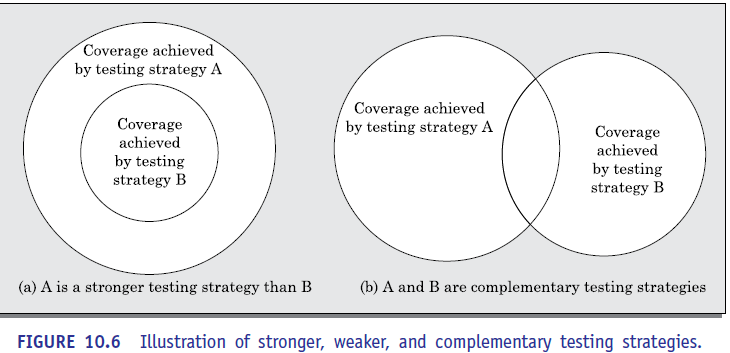 Coverage achieved
by testing strategy A
Coverage
achieved
by testing
strategy B
(a) A is a stronger testing strategy than B
Coverage achieved
by testing strategy A
Coverage
achieved
by testing
strategy B
(b) A and B are complementary testing strategies
FIGURE 10.6 Illustration of stronger, weaker, and complementary testing strategies.